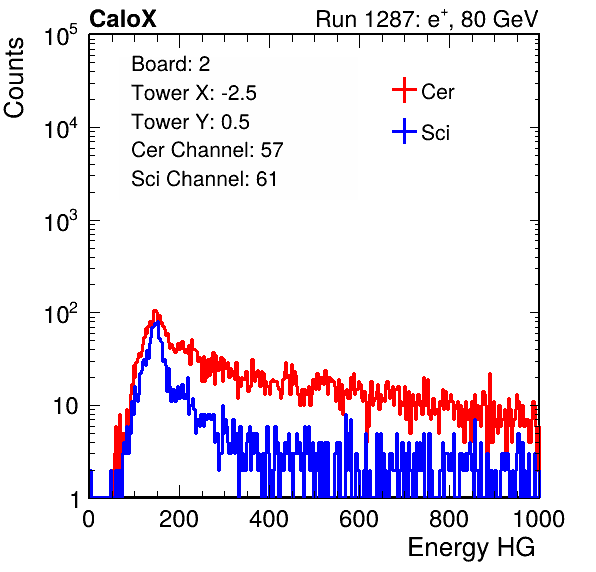 CaloX Run 1287: e⁺, 80 GeV
Counts
10⁵
10⁴
10³
10²
10
1
Board: 2
Tower X: -2.5
Tower Y: 0.5
Cer Channel: 57
Sci Channel: 61
Cer
Sci
0 200 400 600 800 1000
Energy HG